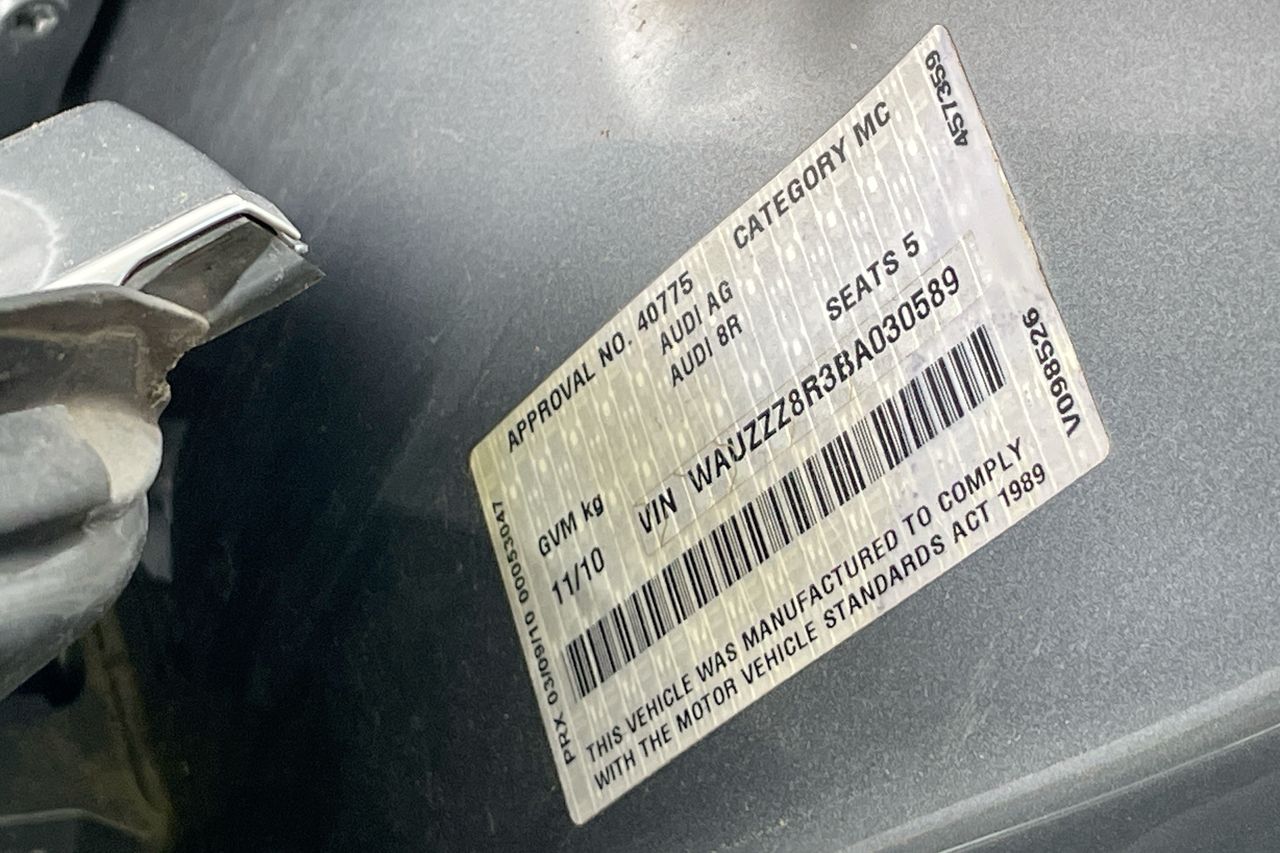 APPROVAL NO. 40775 CATEGORY MC
AUDI AG
AUDI 8R
SEATS 5
GVM kg
11/10 VIN WAUZZZ8R3BA030589
THIS VEHICLE WAS MANUFACTURED TO COMPLY
WITH THE MOTOR VEHICLE STANDARDS ACT 1989
PRX 03/09/10 00053047
457359
V098526